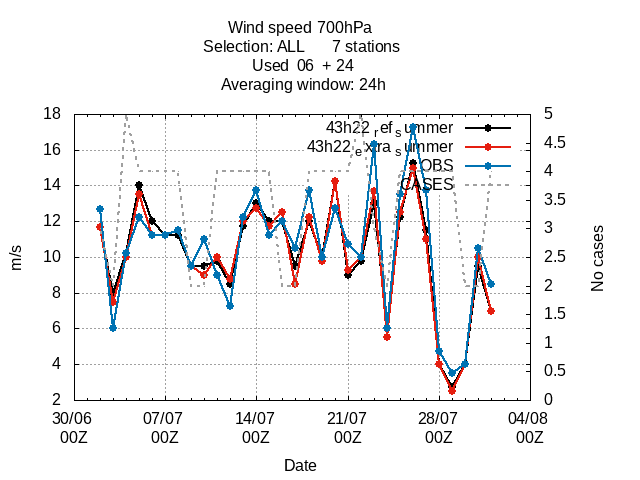 Wind speed 700hPa
Selection: ALL 7 stations
Used 06 + 24
Averaging window: 24h
18 5
43h22_ref_summer
4.5
16 43h22_extra_summer
4
OBS
14 CASES 3.5
12 3
m/s 10 2.5 No cases
8 2
1.5
6
1
4
0.5
2 0
30/06 07/07 14/07 21/07 28/07 04/08
00Z 00Z 00Z 00Z 00Z 00Z
Date